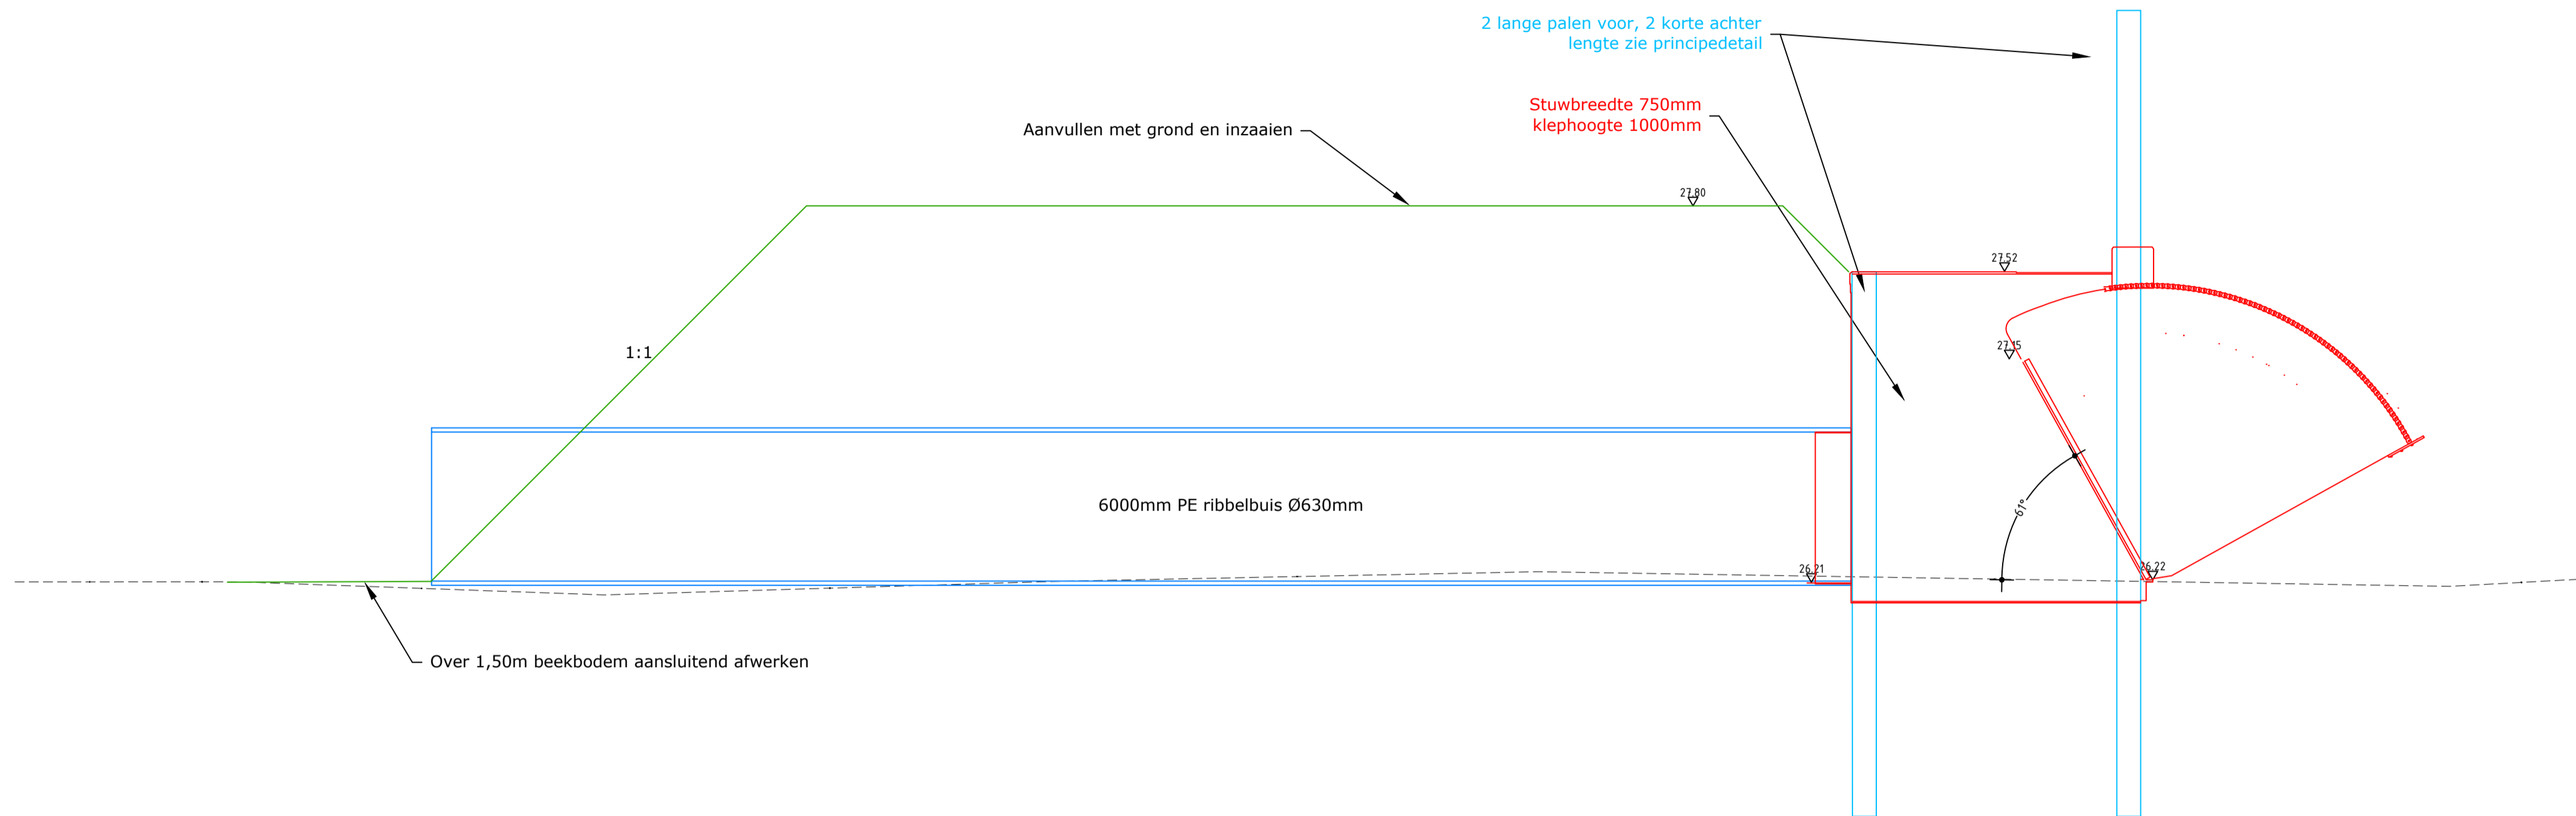 2 lange palen voor, 2 korte achter
lengte zie principedetail
Stuwbreedte 750mm
klephoogte 1000mm
Aanvullen met grond en inzaaien
27.80
27.52
27.15
1:1
6000mm PE ribbelbuis Ø630mm
61°
26.21
26.22
Over 1,50m beekbodem aansluitend afwerken